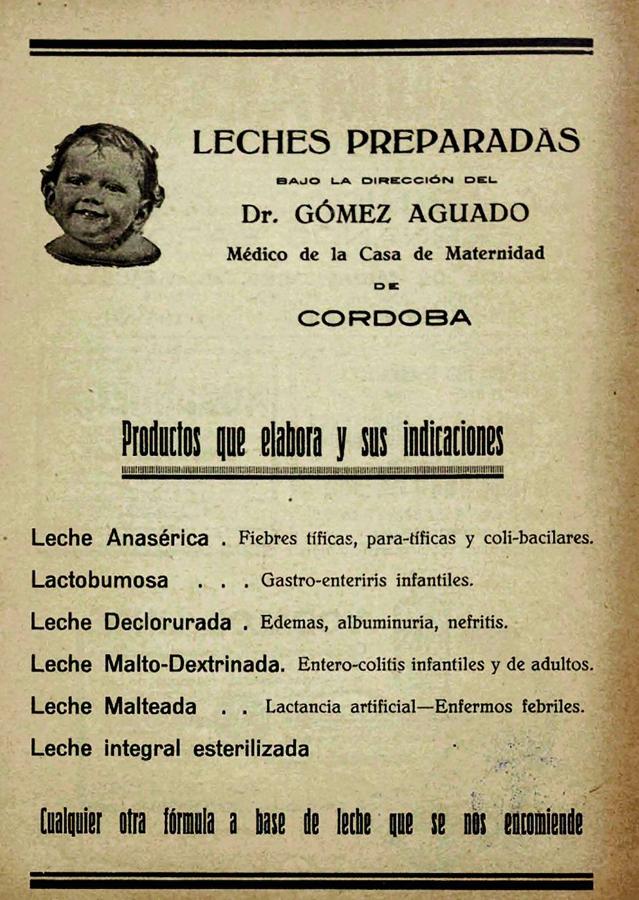 LECHES PREPARADAS
BAJO LA DIRECCIÓN DEL
Dr. GÓMEZ AGUADO
Médico de la Casa de Maternidad
DE
CORDOBA
Productos que elabora y sus indicaciones
Leche Anasérica . Fiebres tíficas, para-tíficas y coli-bacilares.
Lactobumosa . . . Gastro-enteriris infantiles.
Leche Declorurada . Edemas, albuminuria, nefritis.
Leche Malto-Dextrinada. Entero-colitis infantiles y de adultos.
Leche Malteada . . Lactancia artificial—Enfermos febriles.
Leche integral esterilizada
Cualquier otra fórmula a base de leche que se nos encomiende